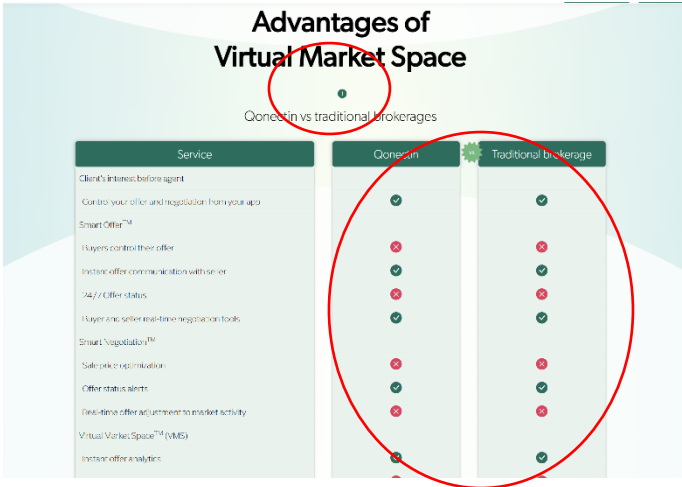 Advantages of
Virtual Market Space
Qonectin vs traditional brokerages
Service Qonectin vs Traditional brokerage
Client's interest before agent
Control your offer and negotiation from your app
Smart Offer™
Buyers control their offer
Instant offer communication with seller
24/7 Offer status
Buyer and seller real-time negotiation tools
Smart Negotiation™
Sale price optimization
Offer status alerts
Real-time offer adjustment to market activity
Virtual Market Space™ (VMS)
Instant offer analytics